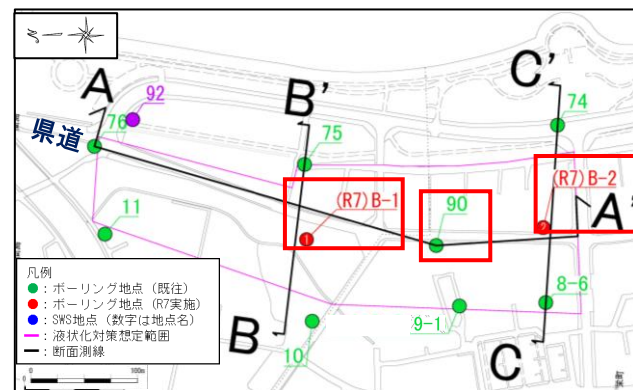 A
92
B’
C’
74
県道
76
75
(R7) B-1
90
(R7) B-2
A’
11
1
2
凡例
●：ボーリング地点（既往）
●：ボーリング地点（R7実施）
●：SWS地点（数字は地点名）
―：液状化対策想定範囲
―：断面測線
0 100m
B
10
9-1
8-6
C